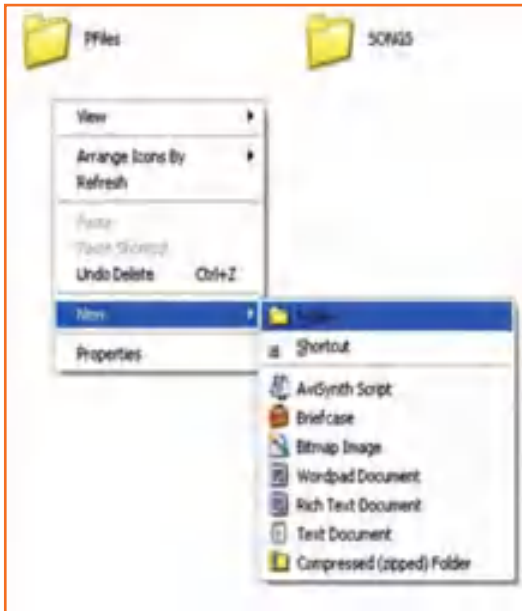 PFiles
SONGS
View
Arrange Icons By
Refresh
Paste
Paste Shortcut
Undo Delete Ctrl+Z
New
Properties
Folder
Shortcut
AviSynth Script
Briefcase
Bitmap Image
Wordpad Document
Rich Text Document
Text Document
Compressed (zipped) Folder